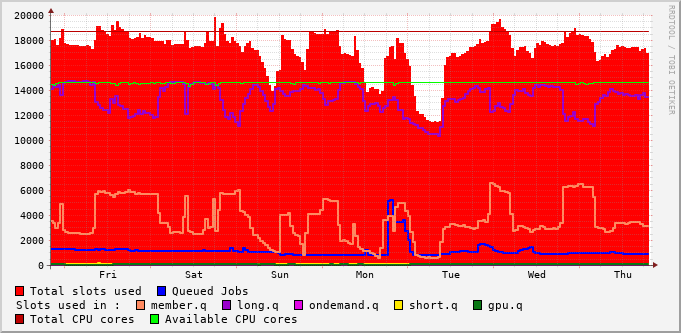 20000
18000
16000
14000
12000
10000
8000
6000
4000
2000
0
Fri Sat Sun Mon Tue Wed Thu
RRDTOOL / TOBI OETIKER
Total slots used Queued Jobs
Slots used in : member.q long.q ondemand.q short.q gpu.q
Total CPU cores Available CPU cores